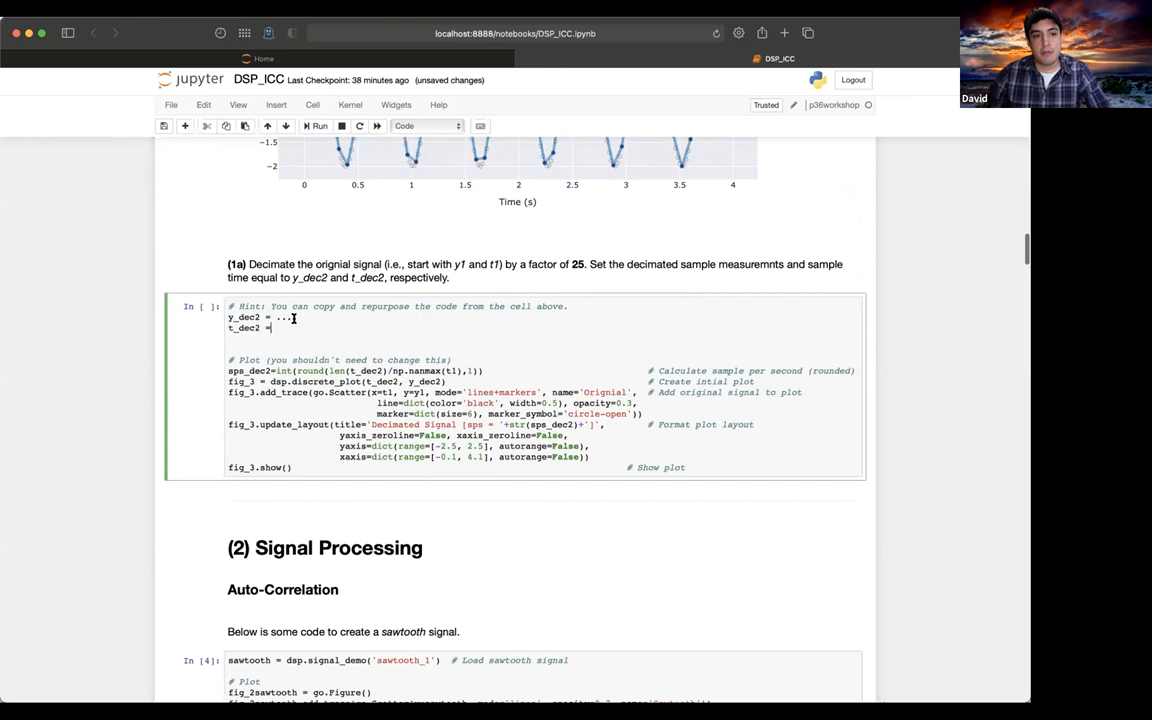 localhost:8888/notebooks/DSP_ICC.ipynb
Home
DSP_ICC
David
jupyter DSP_ICC Last Checkpoint: 38 minutes ago (unsaved changes)
Logout
File Edit View Insert Cell Kernel Widgets Help
Trusted p36workshop
Run Code
-1.5
-2
0 0.5 1 1.5 2 2.5 3 3.5 4
Time (s)
(1a) Decimate the orignial signal (i.e., start with y1 and t1) by a factor of 25. Set the decimated sample measuremnts and sample
time equal to y_dec2 and t_dec2, respectively.
In [ ]: # Hint: You can copy and repurpose the code from the cell above.
y_dec2 = ...
t_dec2 =
# Plot (you shouldn't need to change this)
sps_dec2=int(round(len(t_dec2)/np.nanmax(t1),1)) # Calculate sample per second (rounded)
fig_3 = dsp.discrete_plot(t_dec2, y_dec2) # Create intial plot
fig_3.add_trace(go.Scatter(x=t1, y=y1, mode='lines+markers', name='Orignial', # Add original signal to plot
line=dict(color='black', width=0.5), opacity=0.3,
marker=dict(size=6), marker_symbol='circle-open'))
fig_3.update_layout(title='Decimated Signal [sps = '+str(sps_dec2)+']', # Format plot layout
yaxis_zeroline=False, xaxis_zeroline=False,
yaxis=dict(range=[-2.5, 2.5], autorange=False),
xaxis=dict(range=[-0.1, 4.1], autorange=False))
fig_3.show() # Show plot
(2) Signal Processing
Auto-Correlation
Below is some code to create a sawtooth signal.
In [4]: sawtooth = dsp.signal_demo('sawtooth_1') # Load sawtooth signal
# Plot
fig_2sawtooth = go.Figure()